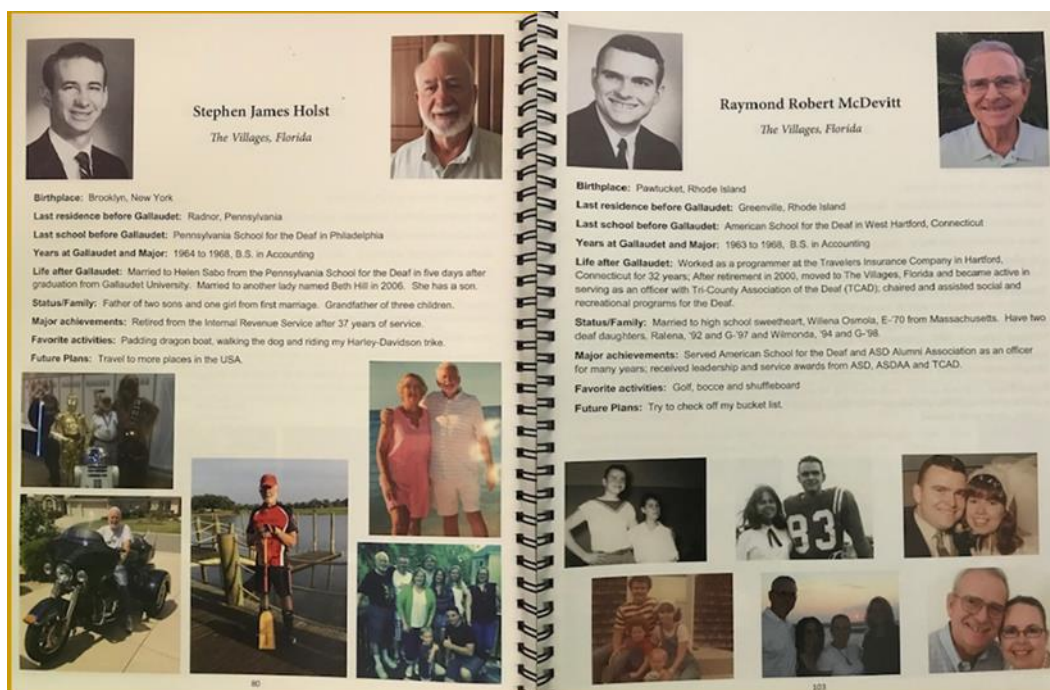 Stephen James Holst
The Villages, Florida
Birthplace: Brooklyn, New York
Last residence before Gallaudet: Radnor, Pennsylvania
Last school before Gallaudet: Pennsylvania School for the Deaf in Philadelphia
Years at Gallaudet and Major: 1964 to 1968, B.S. in Accounting
Life after Gallaudet: Married to Helen Sabo from the Pennsylvania School for the Deaf in five days after
graduation from Gallaudet University. Married to another lady named Beth Hill in 2006. She has a son.
Status/Family: Father of two sons and one girl from first marriage. Grandfather of three children.
Major achievements: Retired from the Internal Revenue Service after 37 years of service.
Favorite activities: Padding dragon boat, walking the dog and riding my Harley-Davidson trike.
Future Plans: Travel to more places in the USA.
80
Raymond Robert McDevitt
The Villages, Florida
Birthplace: Pawtucket, Rhode Island
Last residence before Gallaudet: Greenville, Rhode Island
Last school before Gallaudet: American School for the Deaf in West Hartford, Connecticut
Years at Gallaudet and Major: 1963 to 1968, B.S. in Accounting
Life after Gallaudet: Worked as a programmer at the Travelers Insurance Company in Hartford,
Connecticut for 32 years; After retirement in 2000, moved to The Villages, Florida and became active in
serving as an officer with Tri-County Association of the Deaf (TCAD); chaired and assisted social and
recreational programs for the Deaf.
Status/Family: Married to high school sweetheart, Wilena Osmola, E-'70 from Massachusetts. Have two
deaf daughters, Ralena, '92 and G-'97 and Wilmonda, '94 and G-'98.
Major achievements: Served American School for the Deaf and ASD Alumni Association as an officer
for many years; received leadership and service awards from ASD, ASDAA and TCAD.
Favorite activities: Golf, bocce and shuffleboard
Future Plans: Try to check off my bucket list.
83
103